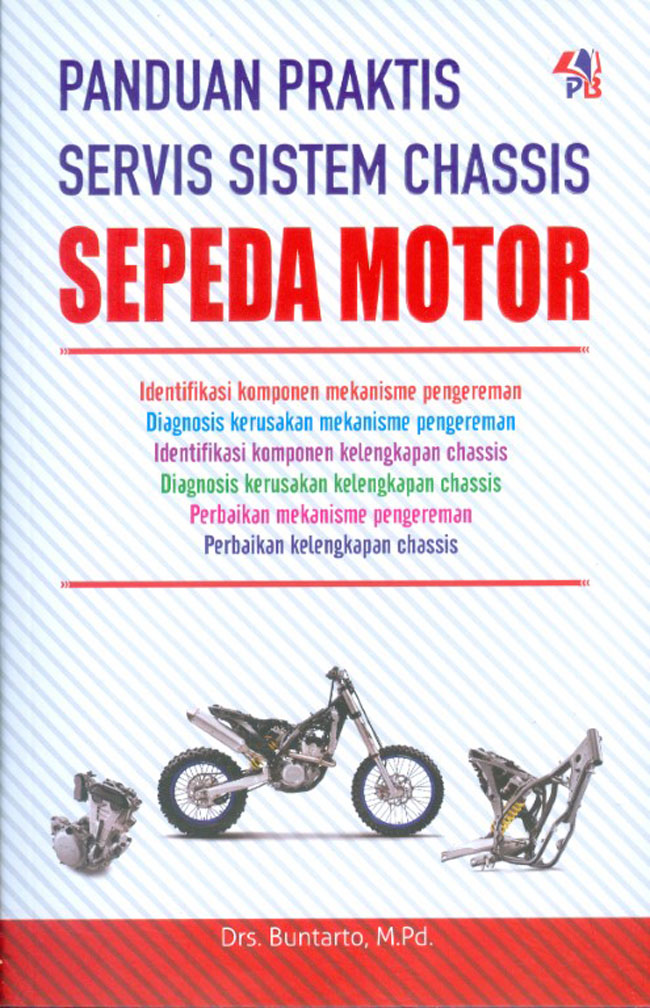 PANDUAN PRAKTIS
PB
SERVIS SISTEM CHASSIS
SEPEDA MOTOR
Identifikasi komponen mekanisme pengereman
Diagnosis kerusakan mekanisme pengereman
Identifikasi komponen kelengkapan chassis
Diagnosis kerusakan kelengkapan chassis
Perbaikan mekanisme pengereman
Perbaikan kelengkapan chassis
Drs. Buntarto, M.Pd.